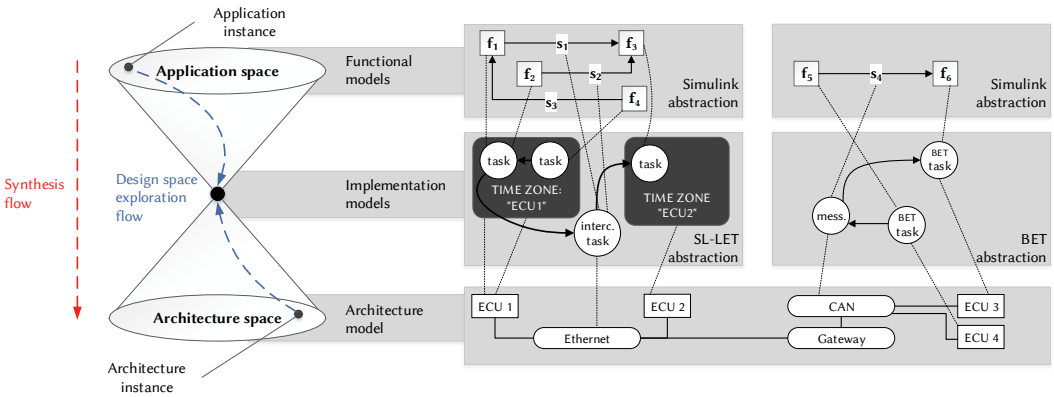 Application
instance
Application space
Functional
models
f1
s1
f3
f2
s2
s3
f4
Simulink
abstraction
f5
s4
f6
Simulink
abstraction
Synthesis
flow
Design space
exploration
flow
Implementation
models
task
task
TIME ZONE:
"ECU1"
interc.
task
task
TIME ZONE
"ECU2"
SL-LET
abstraction
mess.
BET
task
BET
task
BET
abstraction
Architecture space
Architecture
model
ECU 1
Ethernet
ECU 2
CAN
Gateway
ECU 3
ECU 4
Architecture
instance